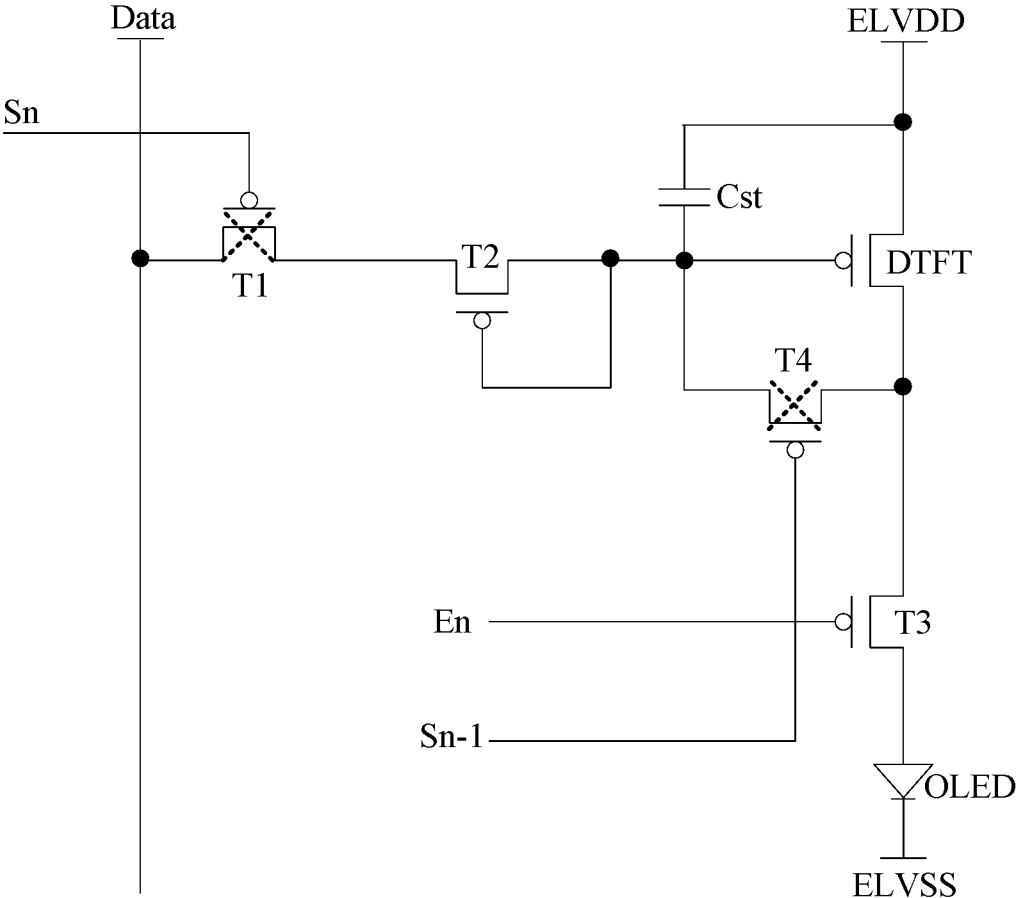 Data
ELVDD
Sn
Cst
T1
T2
DTFT
T4
En
T3
Sn-1
OLED
ELVSS